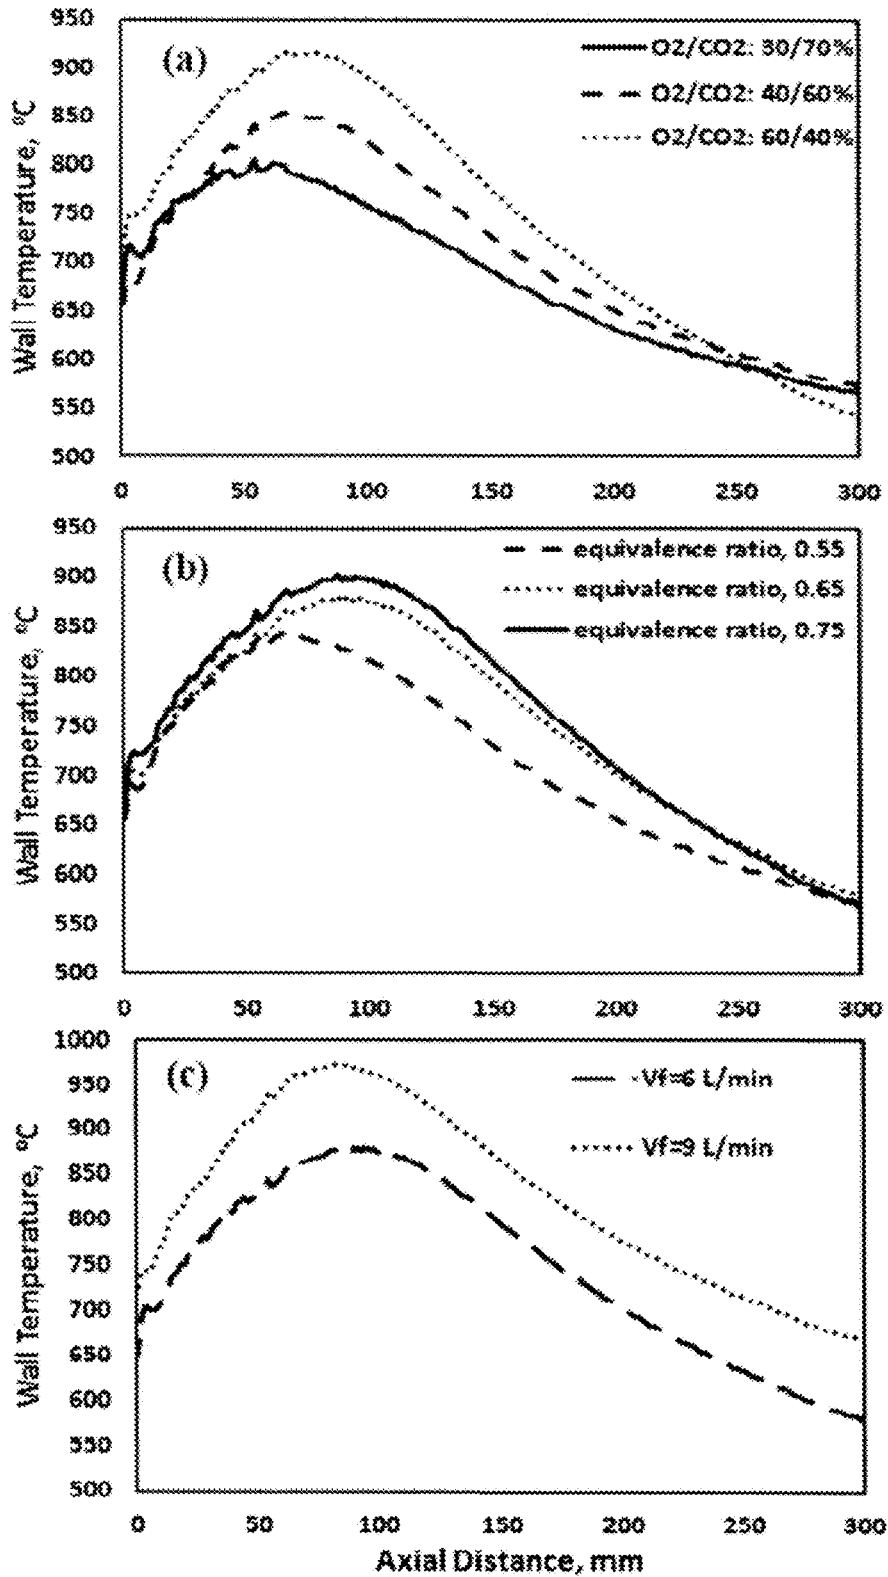 950
(a)
O2/CO2: 30/70%
900
O2/CO2: 40/60%
850
O2/CO2: 60/40%
800
750
700
650
600
550
500
Wall Temperature, ºC
0 50 100 150 200 250 300
950
(b)
equivalence ratio, 0.55
900
equivalence ratio, 0.65
850
equivalence ratio, 0.75
800
750
700
650
600
550
500
Wall Temperature, ºC
0 50 100 150 200 250 300
1000
(c)
950
Vf=6 L/min
900
Vf=9 L/min
850
800
750
700
650
600
550
500
Wall Temperature, ºC
0 50 100 150 200 250 300
Axial Distance, mm